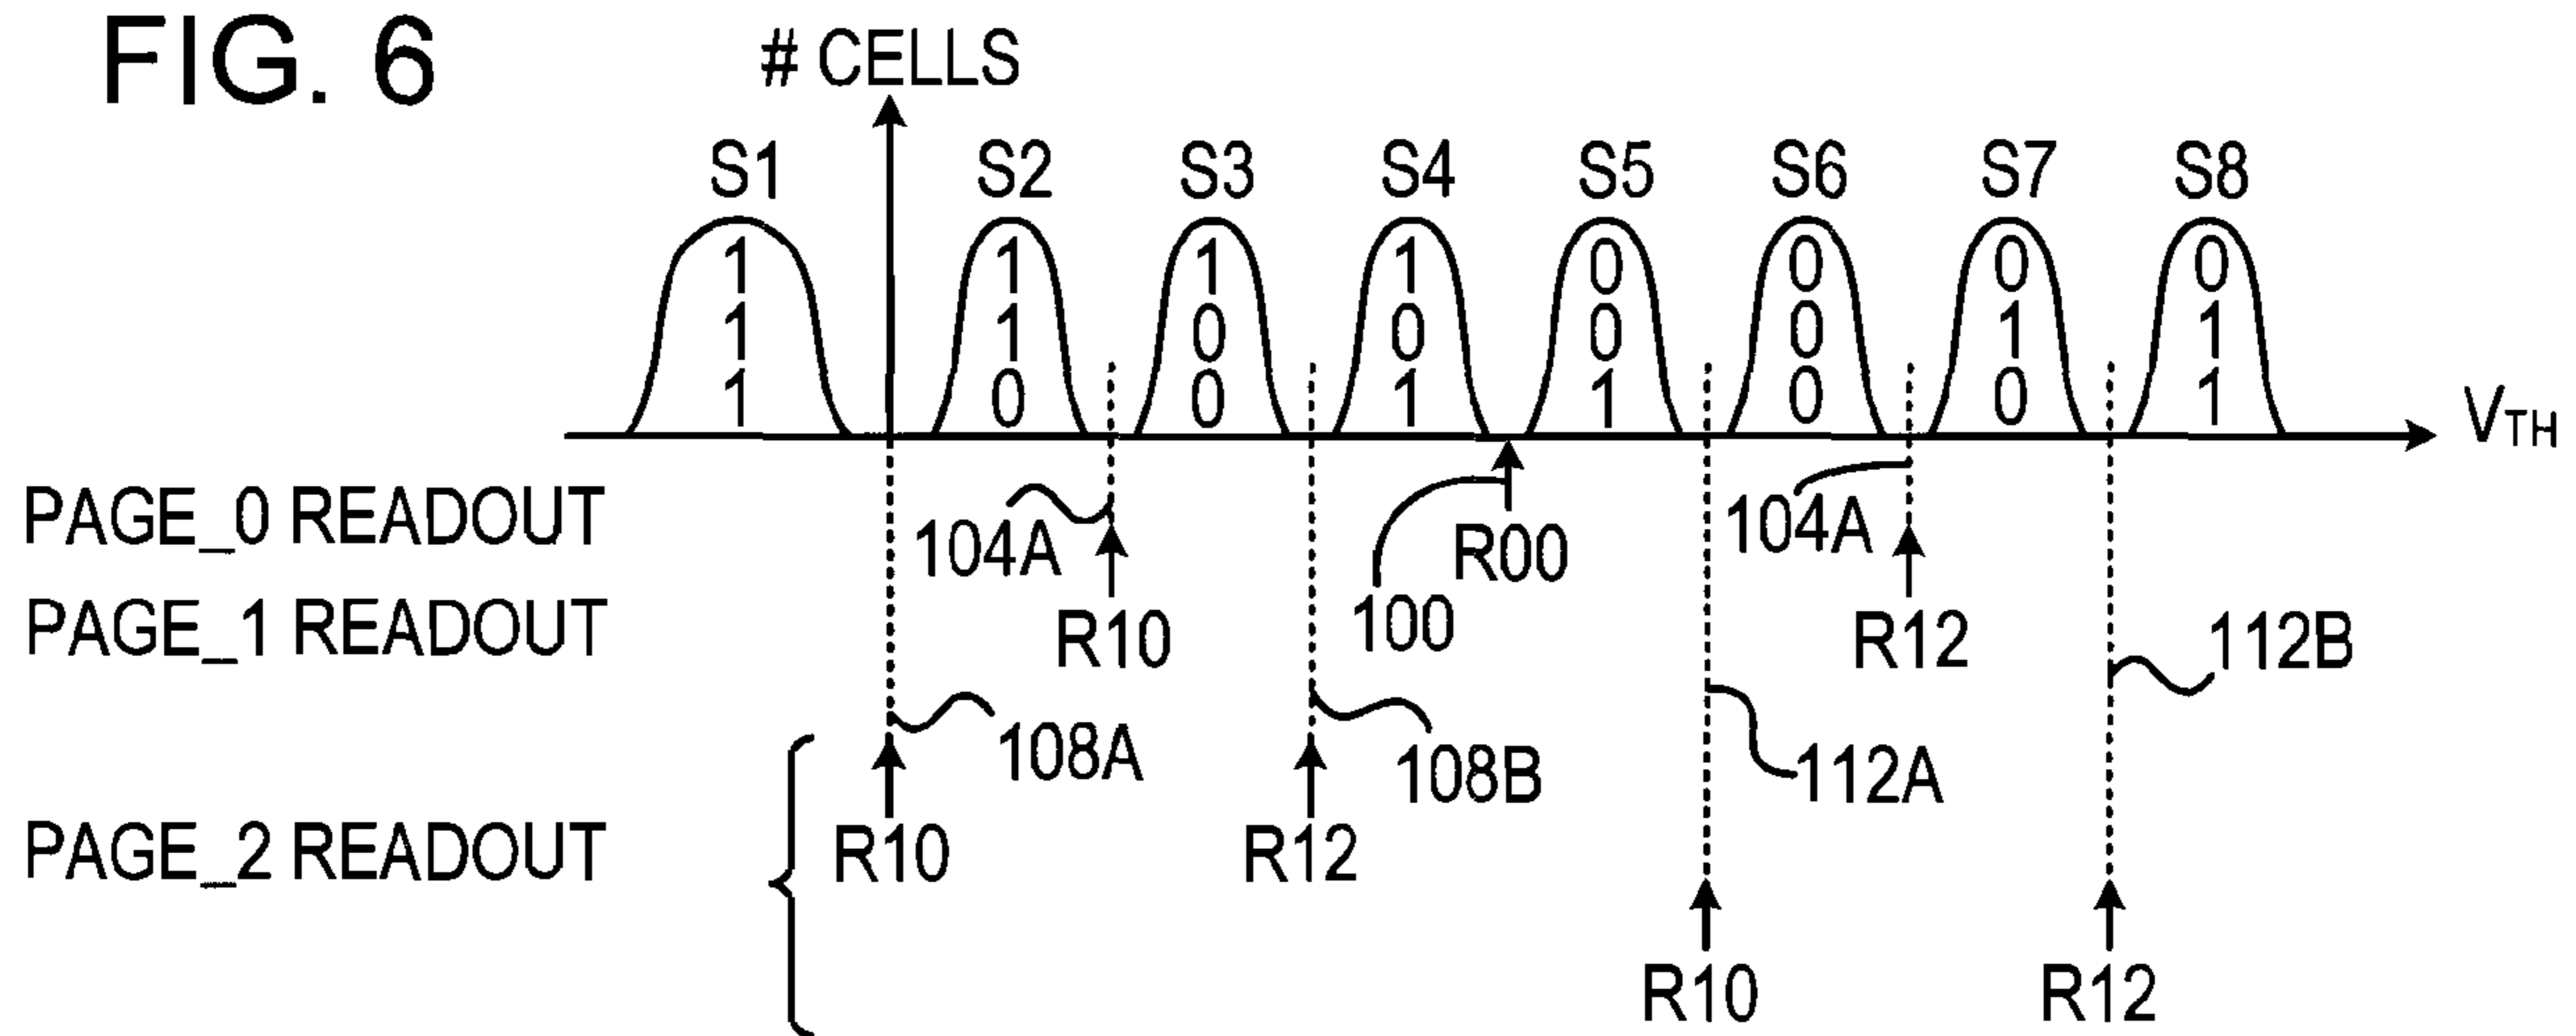 FIG. 6
# CELLS
S1 S2 S3 S4 S5 S6 S7 S8
1 1 1 1 0 0 0 0
1 1 0 0 0 0 1 1
1 0 0 1 1 0 0 1
VTH
PAGE_0 READOUT 104A R00 104A
PAGE_1 READOUT R10 100 R12 112B
108A 108B 112A
PAGE_2 READOUT R10 R12
R10 R12